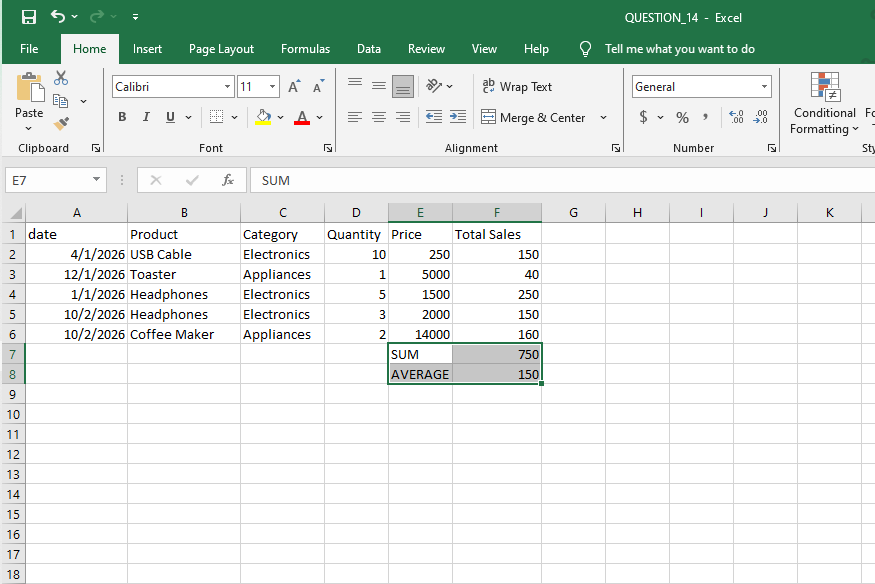 QUESTION_14 - Excel
File Home Insert Page Layout Formulas Data Review View Help Tell me what you want to do
Calibri 11 A A ab Wrap Text General
Paste B I U A Merge & Center $ % , .00 Conditional
Formatting
Clipboard Font Alignment Number Sty
E7 fx SUM
A B C D E F G H I J K
1 date Product Category Quantity Price Total Sales
2 4/1/2026 USB Cable Electronics 10 250 150
3 12/1/2026 Toaster Appliances 1 5000 40
4 1/1/2026 Headphones Electronics 5 1500 250
5 10/2/2026 Headphones Electronics 3 2000 150
6 10/2/2026 Coffee Maker Appliances 2 14000 160
7 SUM 750
8 AVERAGE 150
9
10
11
12
13
14
15
16
17
18